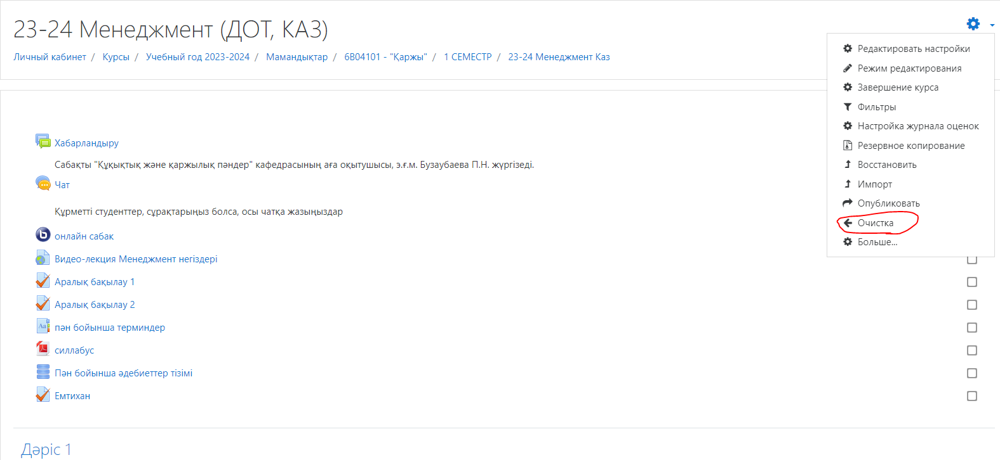 23-24 Менеджмент (ДОТ, КАЗ)
Личный кабинет / Курсы / Учебный год 2023-2024 / Мамандықтар / 6B04101 - "Қаржы" / 1 СЕМЕСТР / 23-24 Менеджмент Каз
Редактировать настройки
Режим редактирования
Завершение курса
Фильтры
Настройка журнала оценок
Резервное копирование
Восстановить
Импорт
Опубликовать
Очистка
Больше...
Хабарландыру
Сабақты "Құқықтық және қаржылық пәндер" кафедрасының аға оқытушысы, э.ғ.м. Бузаубаева П.Н. жүргізеді.
Чат
Құрметті студенттер, сұрақтарыңыз болса, осы чатқа жазыңыздар
онлайн сабак
Видео-лекция Менеджмент негіздері
Аралық бақылау 1
Аралық бақылау 2
пән бойынша терминдер
силлабус
Пән бойынша әдебиеттер тізімі
Емтихан
Дәріс 1